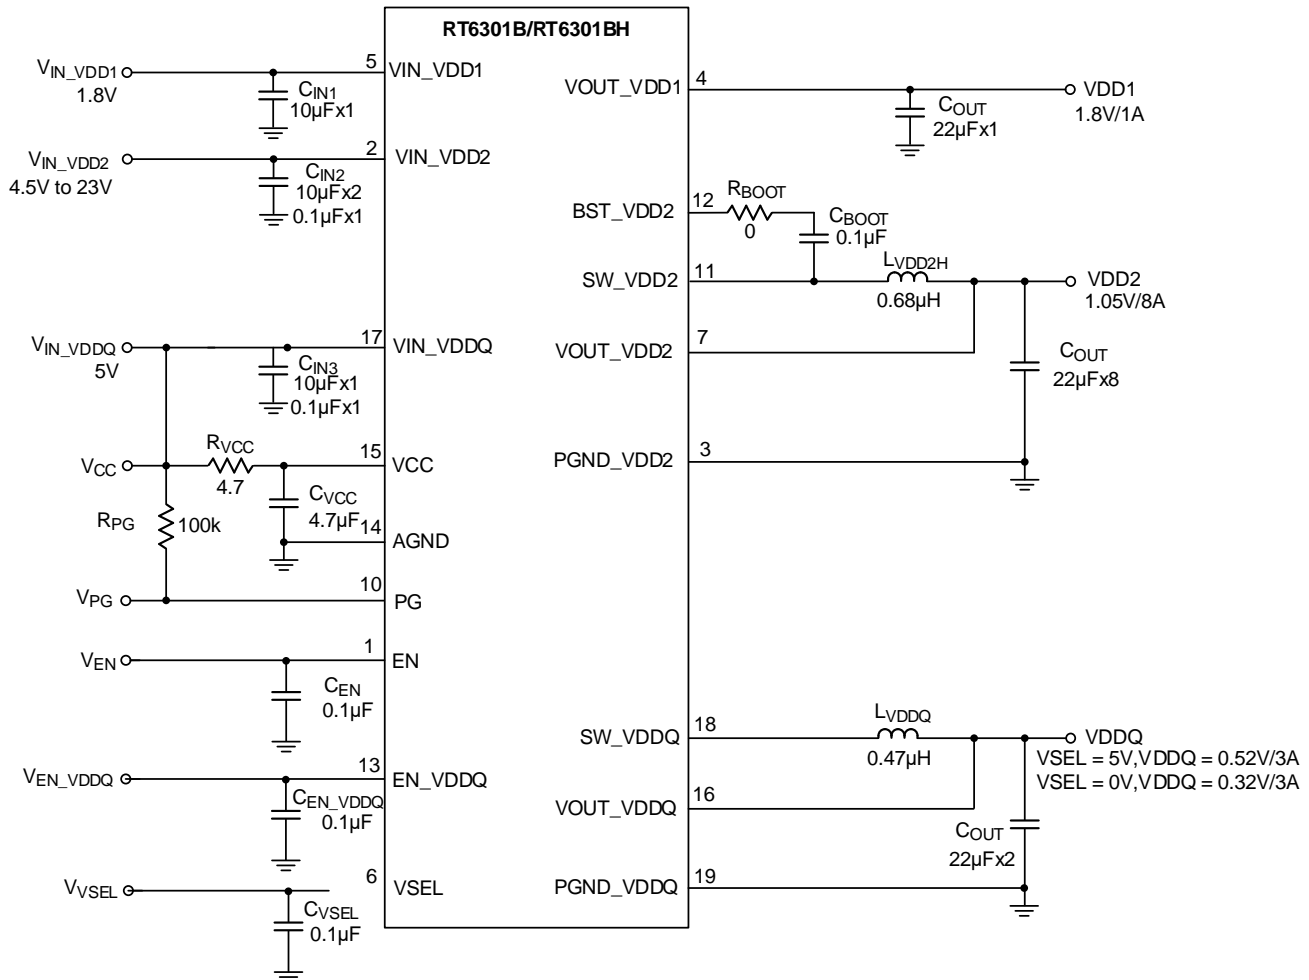 RT6301B/RT6301BH
VIN_VDD1
1.8V
5
VIN_VDD1
CIN1
10µFx1
VIN_VDD2
4.5V to 23V
2
VIN_VDD2
CIN2
10µFx2
0.1µFx1
VIN_VDDQ
5V
17
VIN_VDDQ
CIN3
10µFx1
0.1µFx1
VCC
RVCC
4.7
15
VCC
CVCC
4.7µF
14
AGND
RPG
100k
VPG
10
PG
VEN
1
EN
CEN
0.1µF
VEN_VDDQ
13
EN_VDDQ
CEN_VDDQ
0.1µF
VVSEL
6
VSEL
CVSEL
0.1µF
VOUT_VDD1
4
COUT
22µFx1
VDD1
1.8V/1A
BST_VDD2
12
RBOOT
0
CBOOT
0.1µF
SW_VDD2
11
LVDD2H
0.68µH
VDD2
1.05V/8A
VOUT_VDD2
7
COUT
22µFx8
PGND_VDD2
3
SW_VDDQ
18
LVDDQ
0.47µH
VDDQ
VSEL = 5V,VDDQ = 0.52V/3A
VSEL = 0V,VDDQ = 0.32V/3A
VOUT_VDDQ
16
COUT
22µFx2
PGND_VDDQ
19